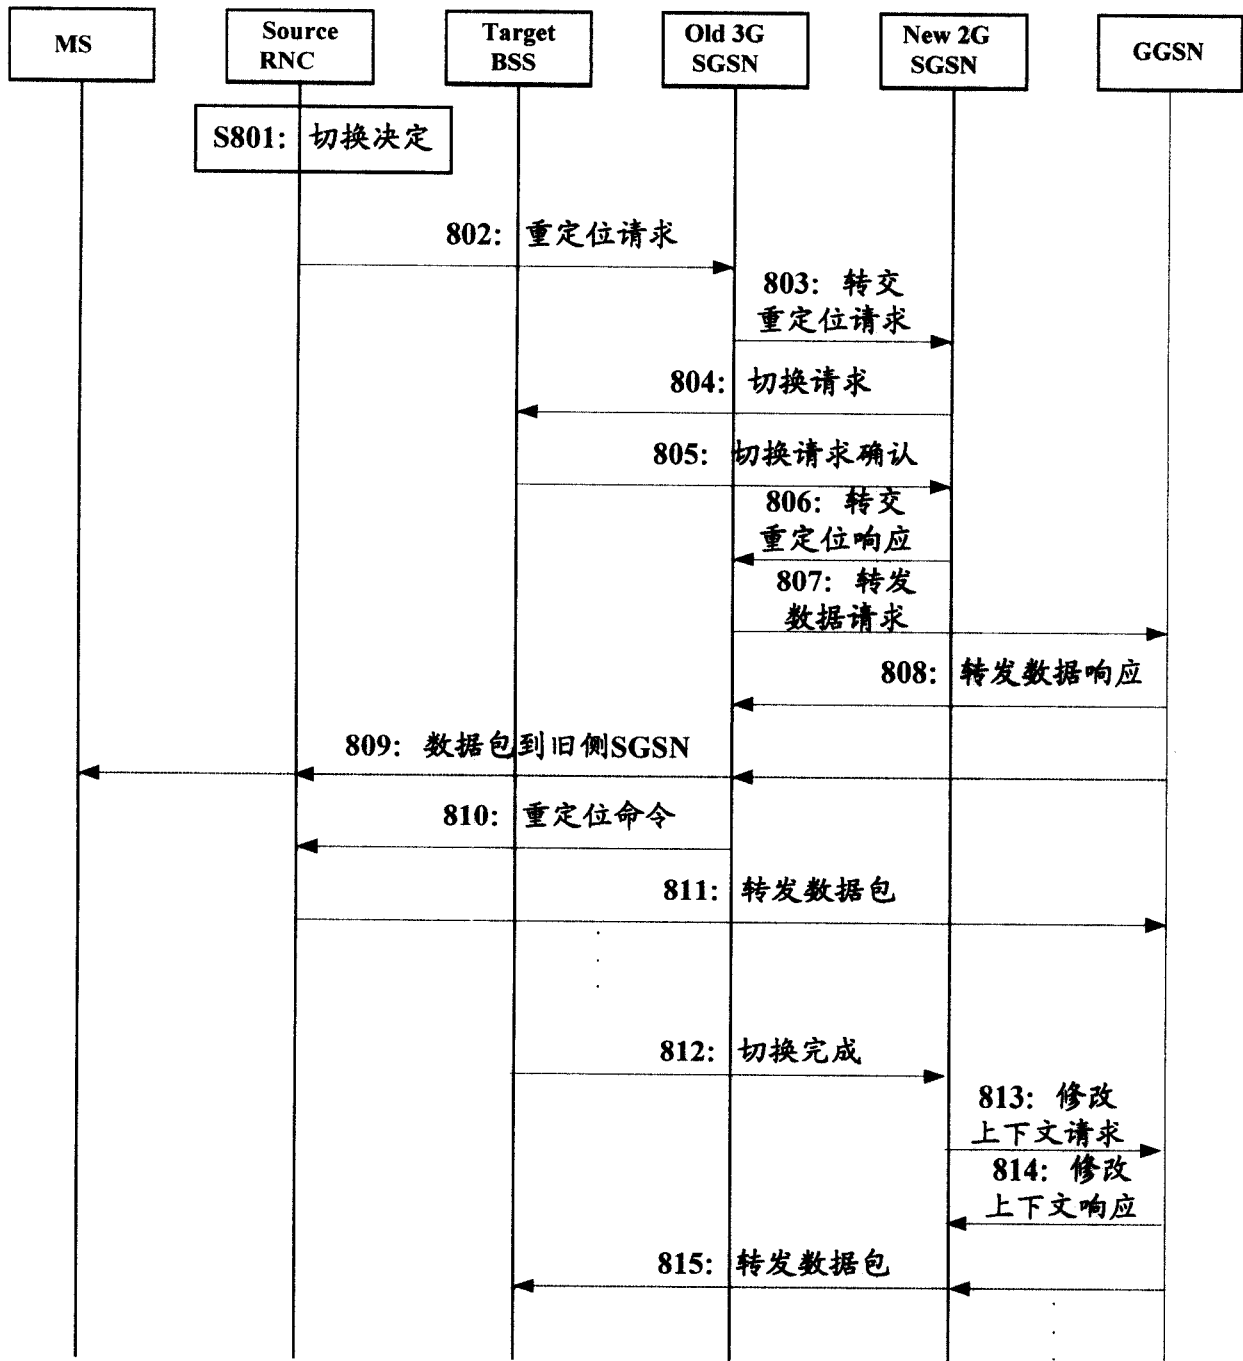 MS
Source
RNC
Target
BSS
Old 3G
SGSN
New 2G
SGSN
GGSN
S801: 切换决定
802: 重定位请求
803: 转交
重定位请求
804: 切换请求
805: 切换请求确认
806: 转交
重定位响应
807: 转发
数据请求
808: 转发数据响应
809: 数据包到旧侧SGSN
810: 重定位命令
811: 转发数据包
812: 切换完成
813: 修改
上下文请求
814: 修改
上下文响应
815: 转发数据包